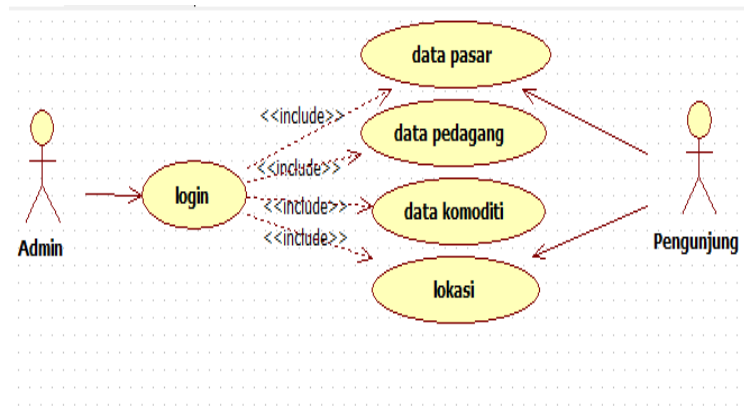 data pasar
<<include>>
data pedagang
<<include>>
login
<<include>>
data komoditi
<<include>>
Admin
Pengunjung
lokasi